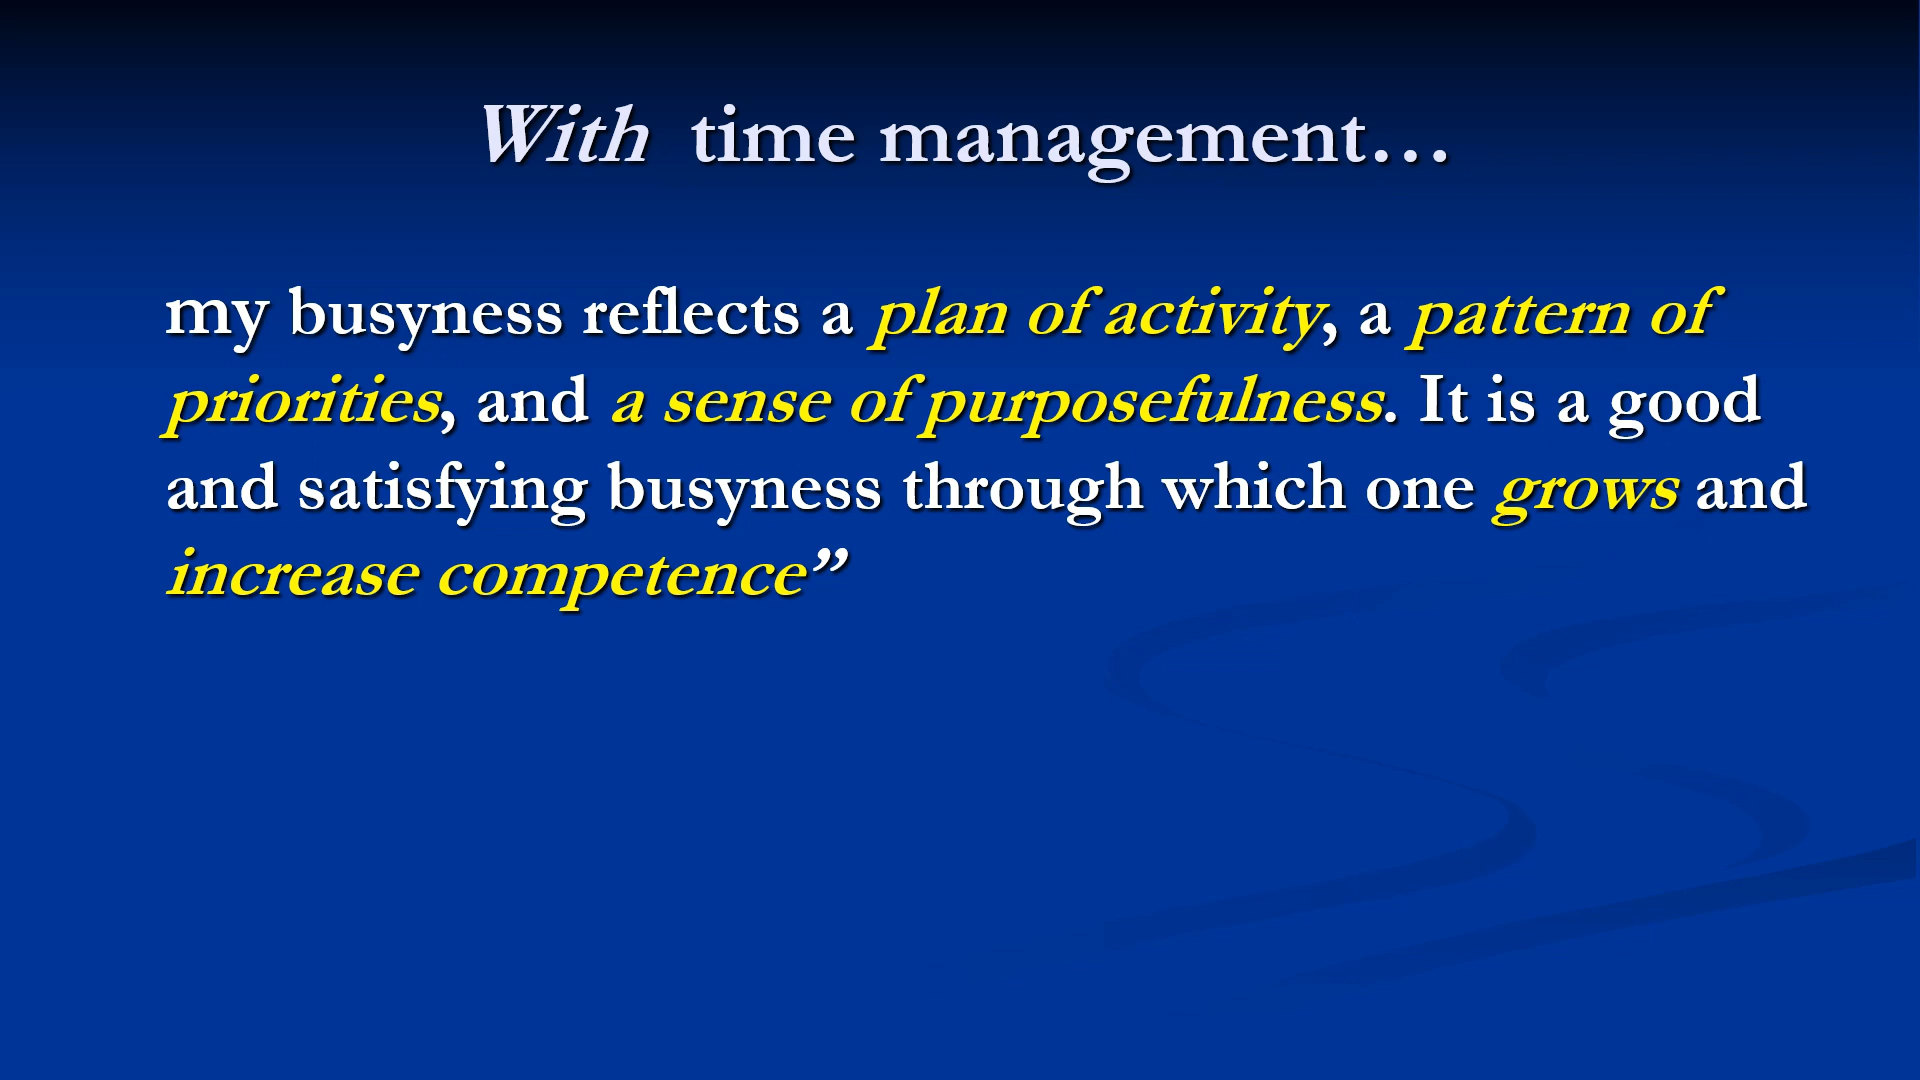 With time management…
my busyness reflects a plan of activity, a pattern of
priorities, and a sense of purposefulness. It is a good
and satisfying busyness through which one grows and
increase competence”